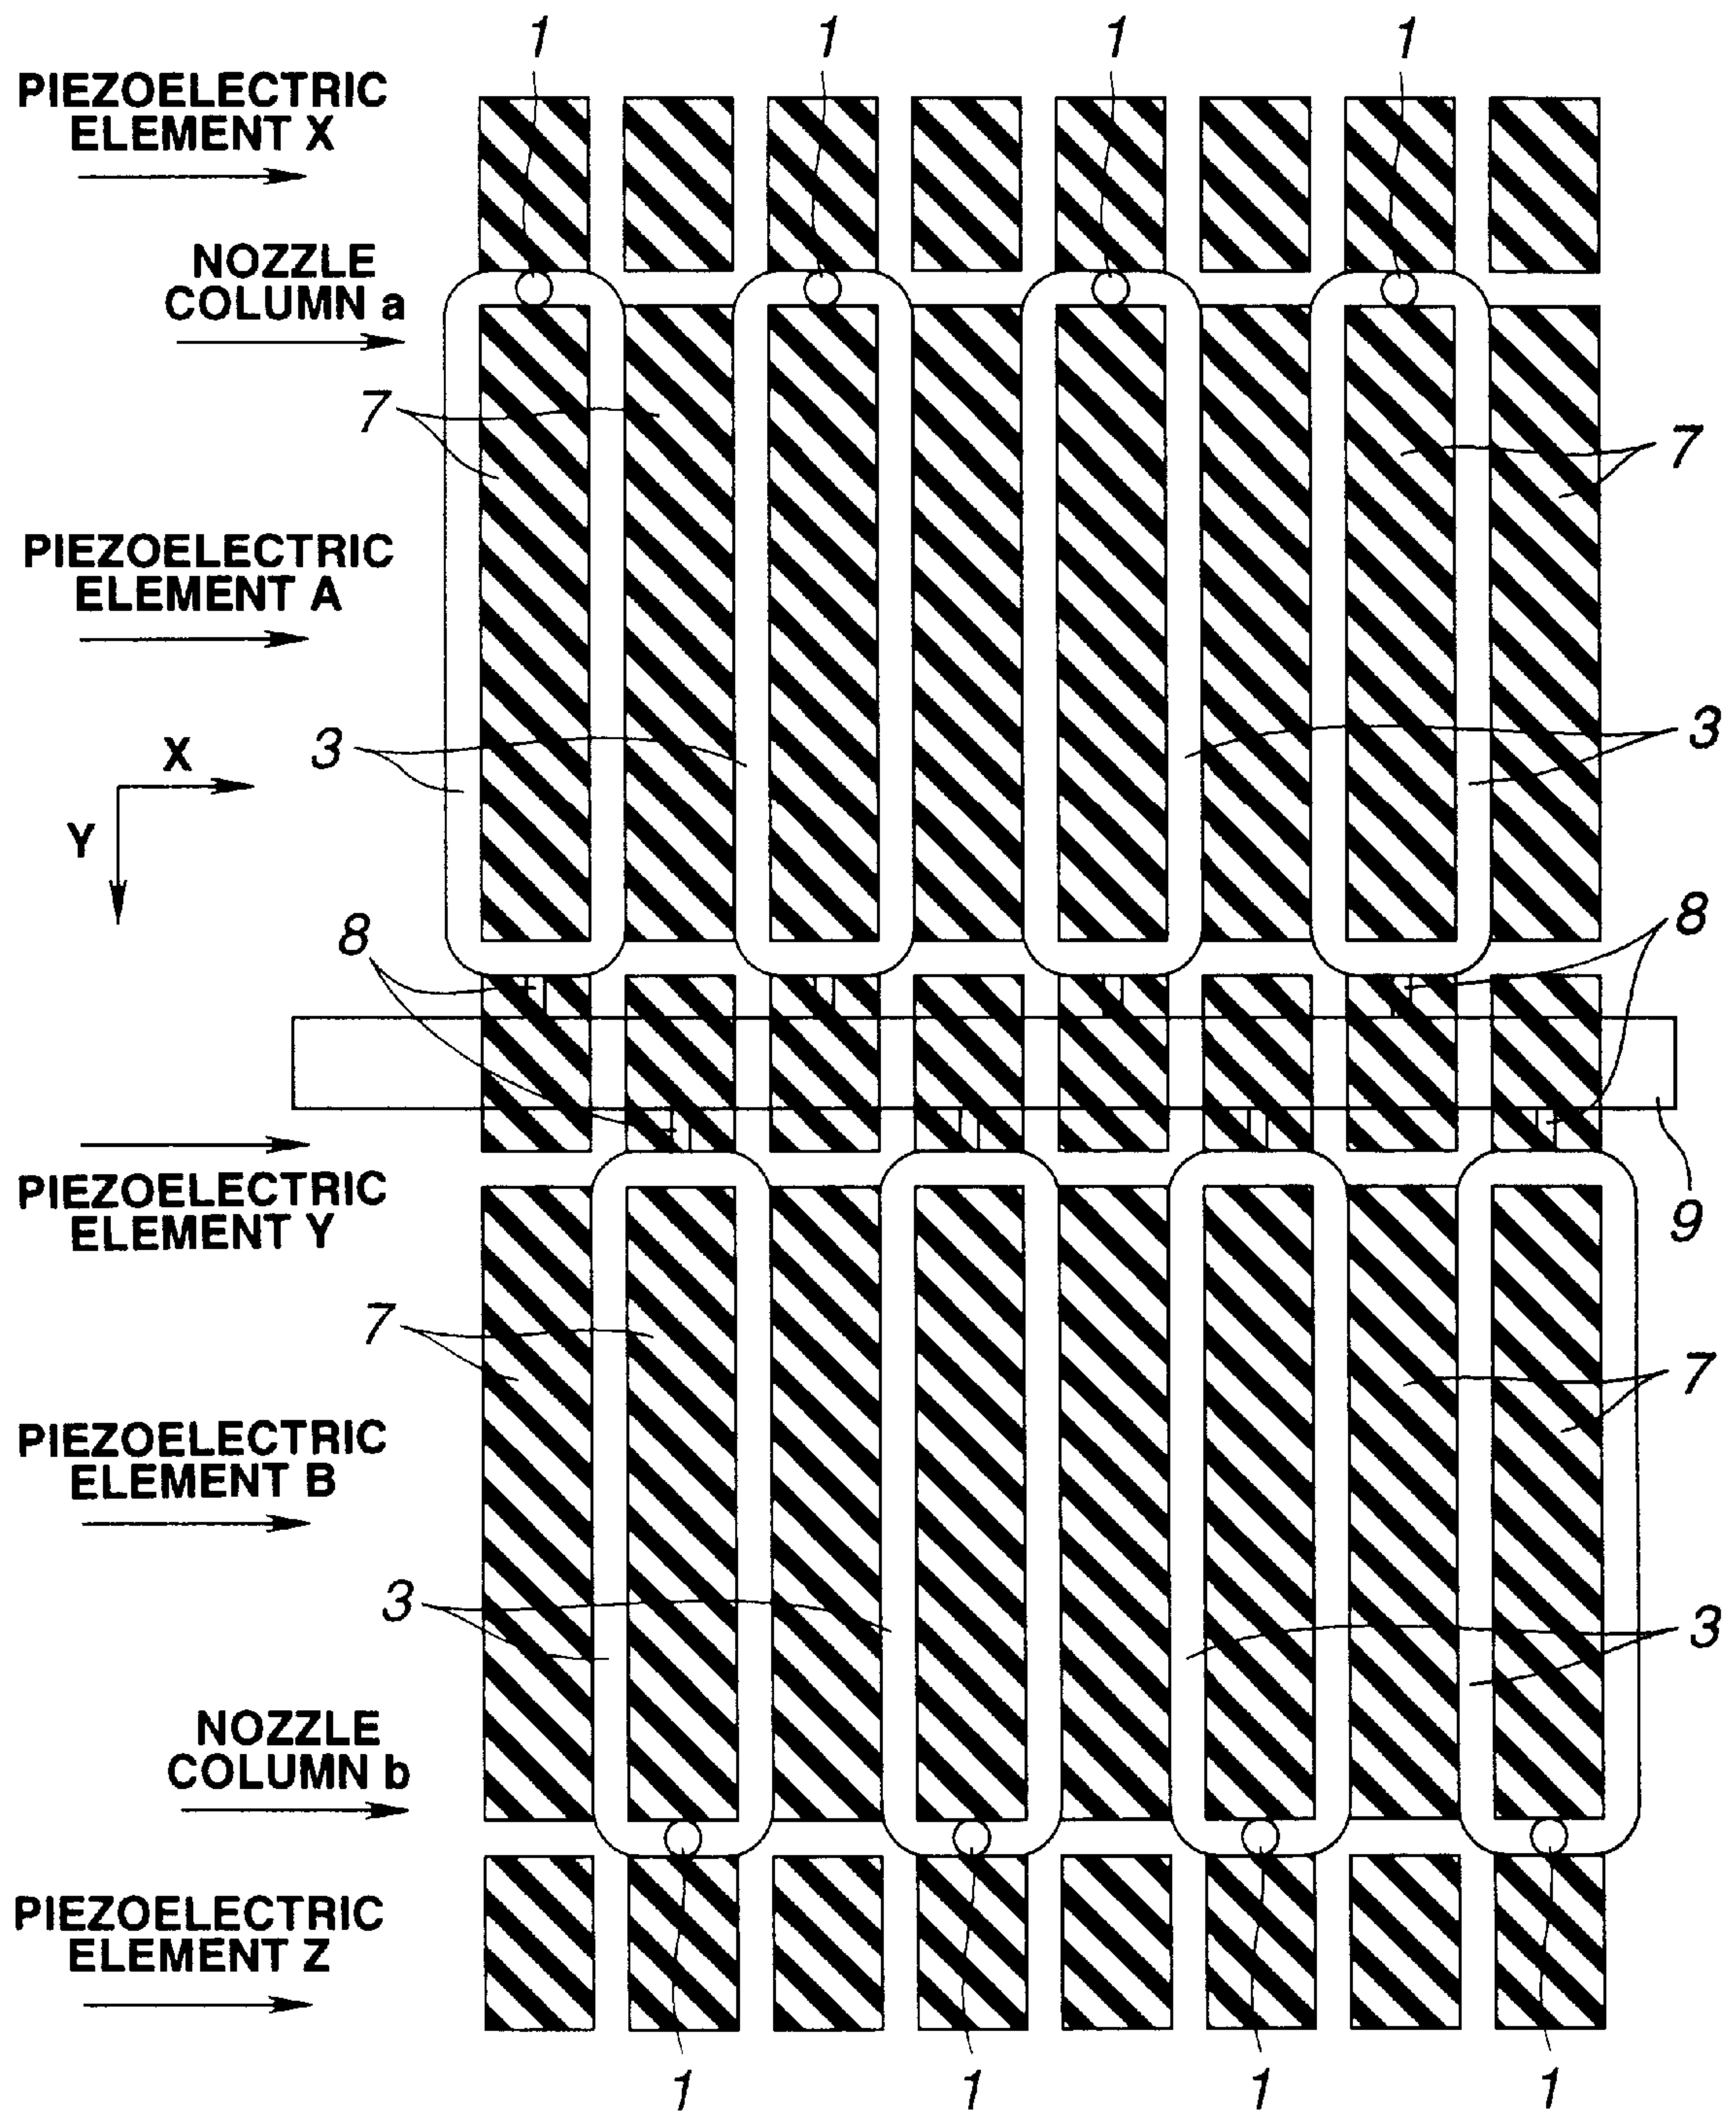 1 1 1 1
PIEZOELECTRIC
ELEMENT X
NOZZLE
COLUMN a
7
7
PIEZOELECTRIC
ELEMENT A
3
3
X
Y
8
8
PIEZOELECTRIC
ELEMENT Y
9
7
7
PIEZOELECTRIC
ELEMENT B
3
3
NOZZLE
COLUMN b
PIEZOELECTRIC
ELEMENT Z
1 1 1 1